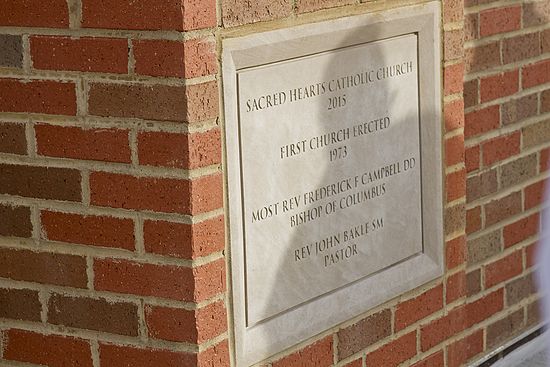 SACRED HEARTS CATHOLIC CHURCH
2015
FIRST CHURCH ERECTED
1973
MOST REV FREDERICK F CAMPBELL DD
BISHOP OF COLUMBUS
REV JOHN BAKLE SM
PASTOR